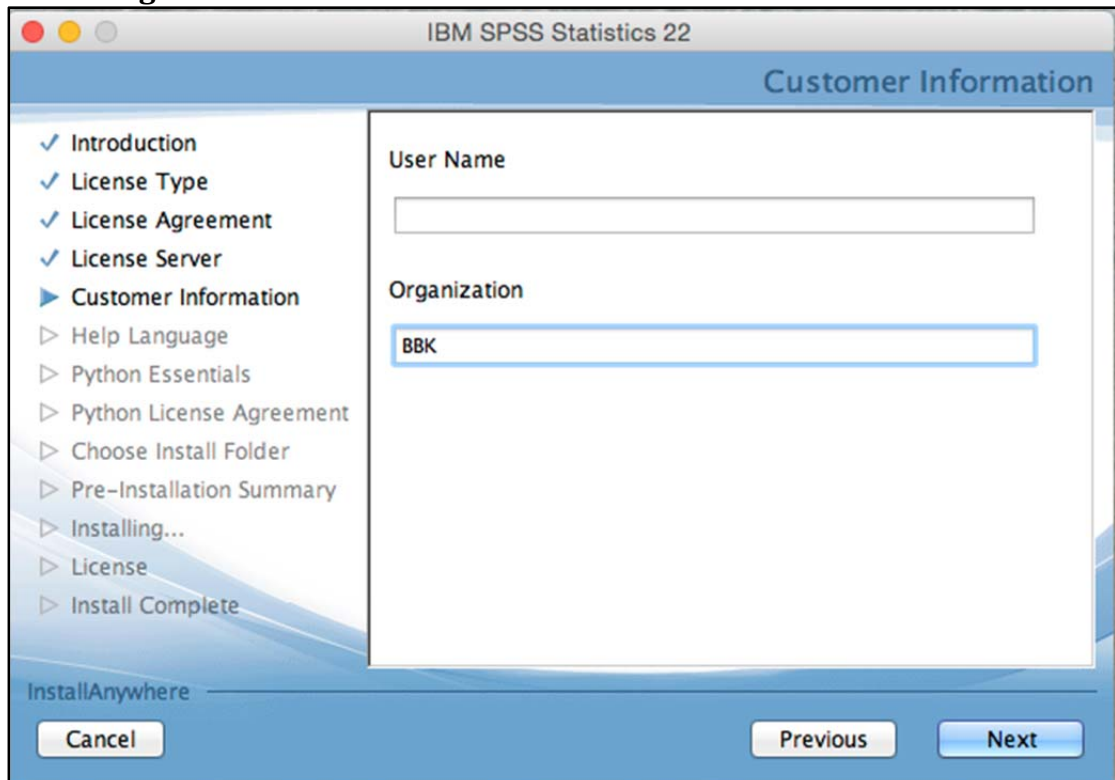 IBM SPSS Statistics 22
Customer Information
Introduction
License Type
License Agreement
License Server
Customer Information
Help Language
Python Essentials
Python License Agreement
Choose Install Folder
Pre-Installation Summary
Installing...
License
Install Complete
User Name
Organization
BBK
InstallAnywhere
Cancel
Previous
Next